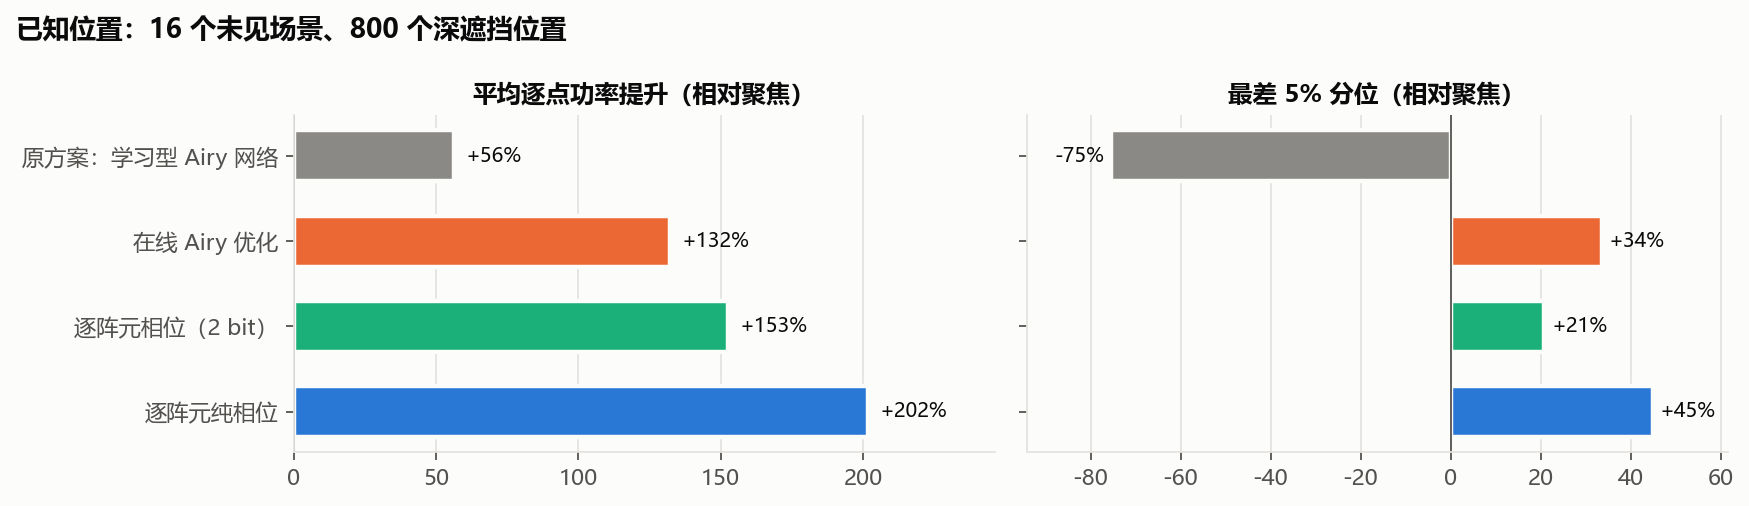 已知位置：16 个未见场景、800 个深遮挡位置
平均逐点功率提升（相对聚焦）
原方案：学习型 Airy 网络
+56%
在线 Airy 优化
+132%
逐阵元相位（2 bit）
+153%
逐阵元纯相位
+202%
0 50 100 150 200
最差 5% 分位（相对聚焦）
-75%
+34%
+21%
+45%
-80 -60 -40 -20 0 20 40 60